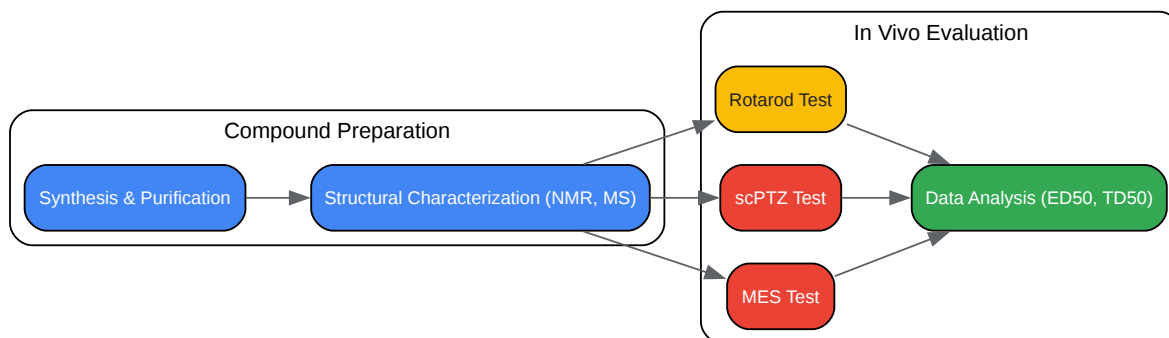 Compound Preparation
Synthesis & Purification
Structural Characterization (NMR, MS)
In Vivo Evaluation
Rotarod Test
scPTZ Test
MES Test
Data Analysis (ED50, TD50)